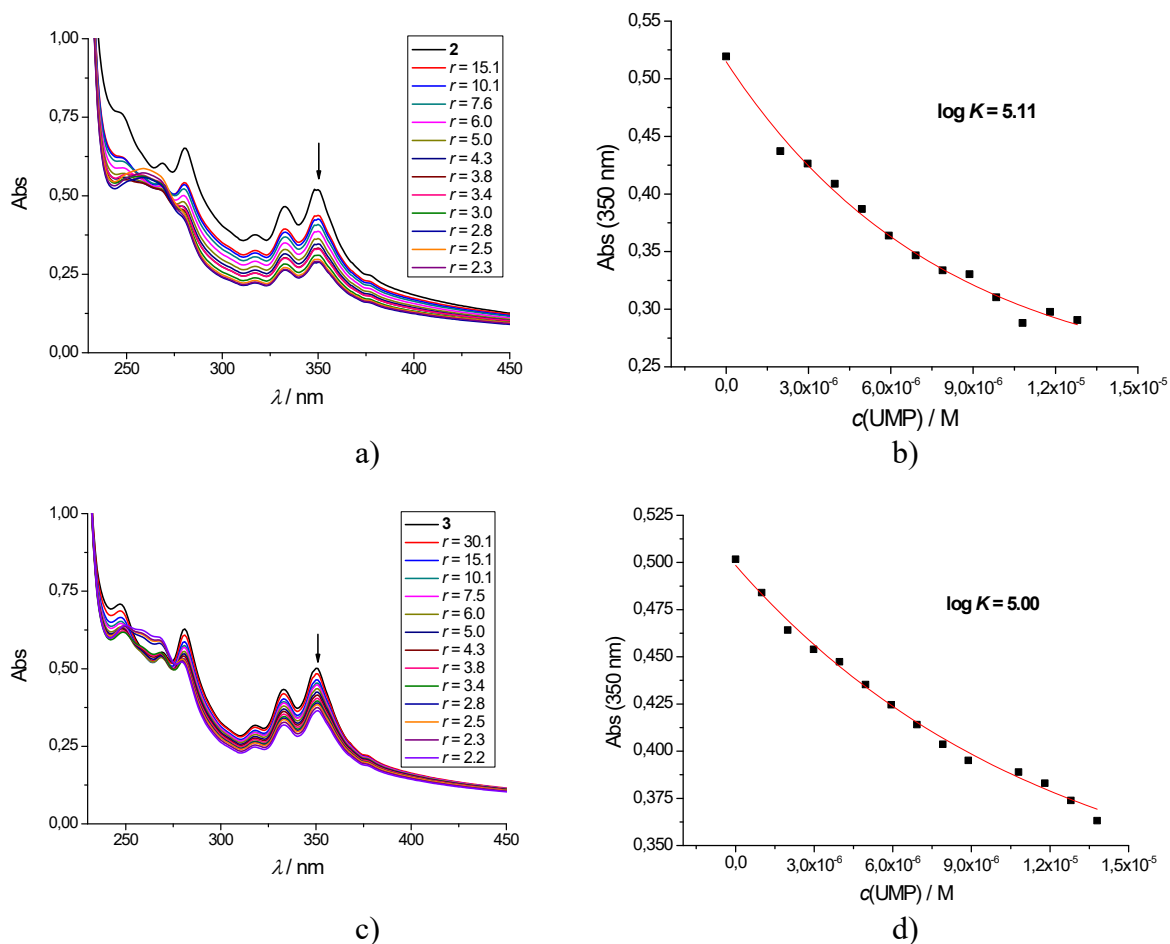 1,00
0,75
0,50
0,25
0,00
Abs
250 300 350 400 450
λ / nm
2
r = 15.1
r = 10.1
r = 7.6
r = 6.0
r = 5.0
r = 4.3
r = 3.8
r = 3.4
r = 3.0
r = 2.8
r = 2.5
r = 2.3
a)
0,55
0,50
0,45
0,40
0,35
0,30
0,25
Abs (350 nm)
log K = 5.11
0,0 3,0x10⁻⁶ 6,0x10⁻⁶ 9,0x10⁻⁶ 1,2x10⁻⁵ 1,5x10⁻⁵
c(UMP) / M
b)
1,00
0,75
0,50
0,25
0,00
Abs
250 300 350 400 450
λ / nm
3
r = 30.1
r = 15.1
r = 10.1
r = 7.5
r = 6.0
r = 5.0
r = 4.3
r = 3.8
r = 3.4
r = 2.8
r = 2.5
r = 2.3
r = 2.2
c)
0,525
0,500
0,475
0,450
0,425
0,400
0,375
0,350
Abs (350 nm)
log K = 5.00
0,0 3,0x10⁻⁶ 6,0x10⁻⁶ 9,0x10⁻⁶ 1,2x10⁻⁵ 1,5x10⁻⁵
c(UMP) / M
d)